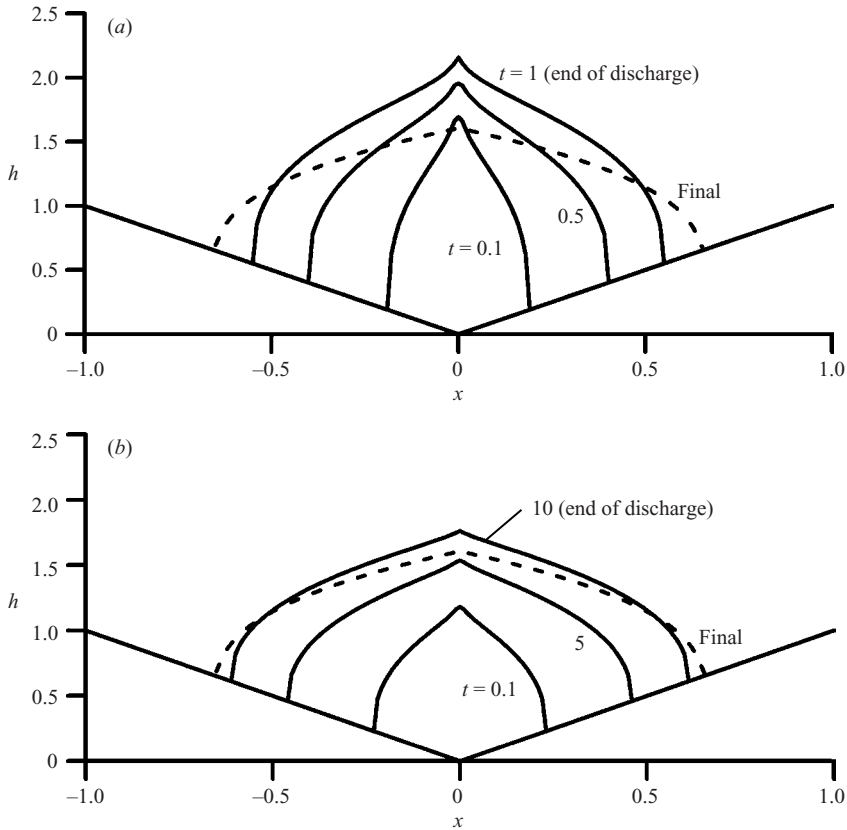 (a)
2.5
2.0
1.5
1.0
0.5
0
h
t = 1 (end of discharge)
Final
0.5
t = 0.1
–1.0 –0.5 0 0.5 1.0
x
(b)
2.5
2.0
1.5
1.0
0.5
0
h
10 (end of discharge)
Final
5
t = 0.1
–1.0 –0.5 0 0.5 1.0
x